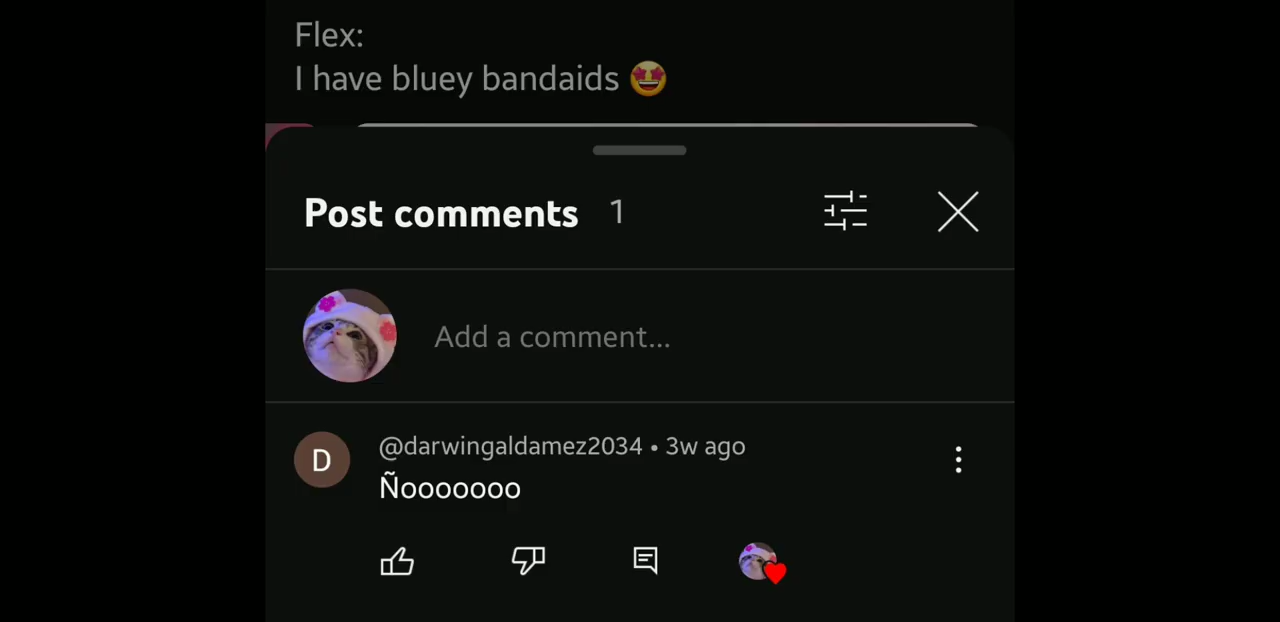 Flex:
I have bluey bandaids 🤩
Post comments 1
Add a comment...
D
@darwingaldamez2034 • 3w ago
Ñooooooo